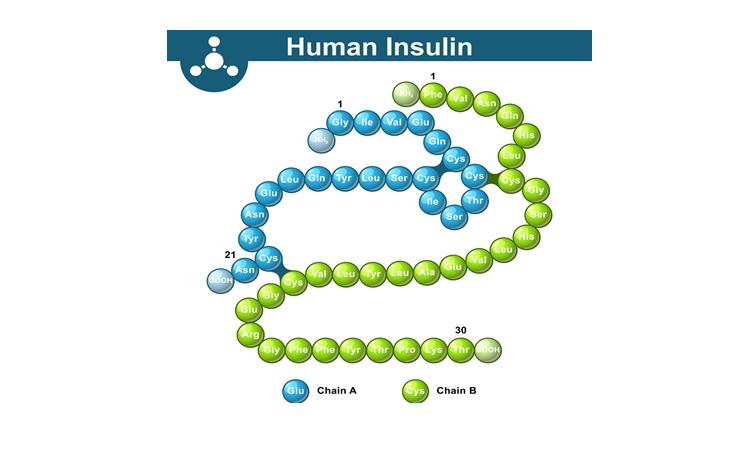 Human Insulin
1
NH2 Phe Val Asn Gln His Leu Cys Gly Ser His Leu Val Glu Ala Leu Tyr Leu Val Cys Gly Glu Arg Gly Phe Phe Tyr Thr Pro Lys Thr COOH
30
1
NH2 Gly Ile Val Glu Gln Cys Cys Thr Ser Ile Cys Ser Leu Tyr Gln Leu Glu Asn Tyr Cys Asn COOH
21
Glu Chain A
Cys Chain B